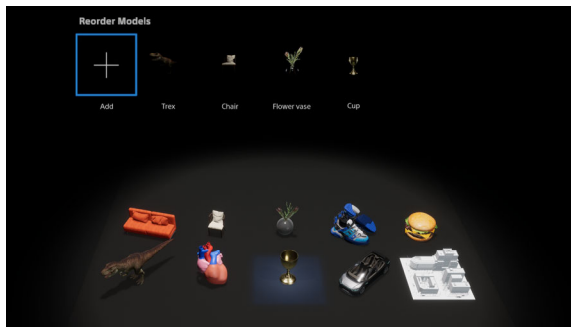 Reorder Models
Add
Trex
Chair
Flower vase
Cup